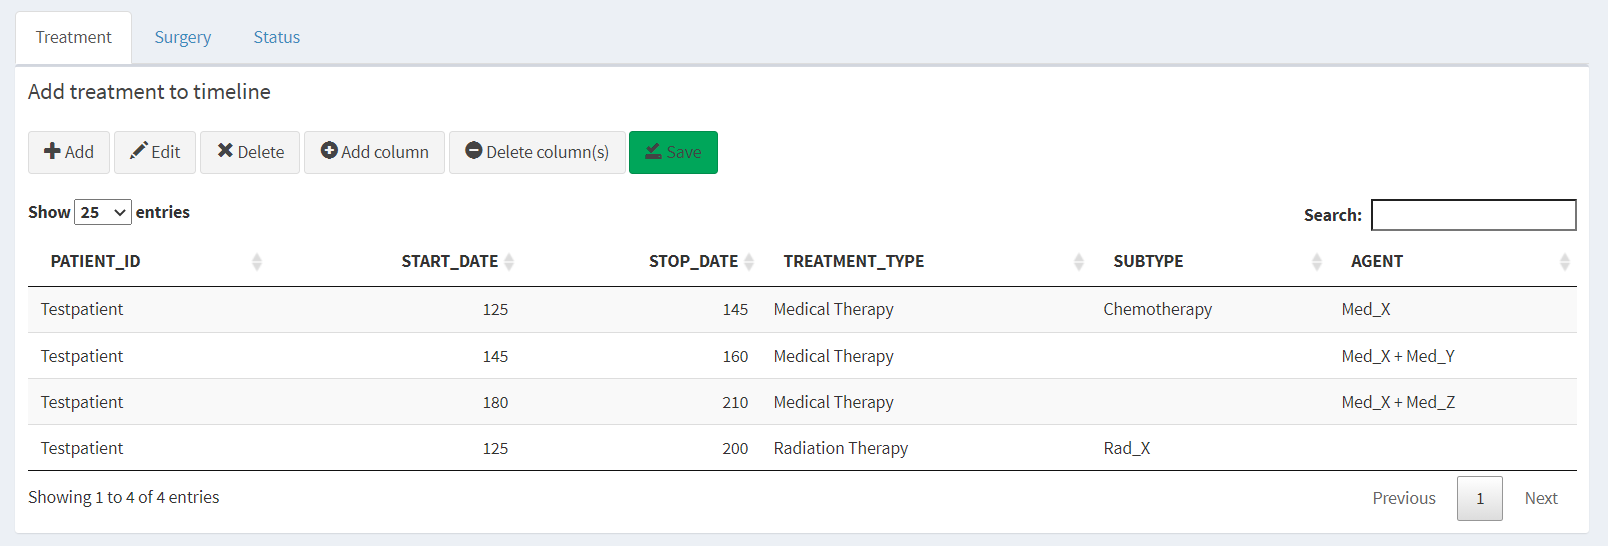 Treatment Surgery Status
Add treatment to timeline
Add Edit Delete Add column Delete column(s) Save
Show 25 entries Search:
PATIENT_ID START_DATE STOP_DATE TREATMENT_TYPE SUBTYPE AGENT
Testpatient 125 145 Medical Therapy Chemotherapy Med_X
Testpatient 145 160 Medical Therapy Med_X + Med_Y
Testpatient 180 210 Medical Therapy Med_X + Med_Z
Testpatient 125 200 Radiation Therapy Rad_X
Showing 1 to 4 of 4 entries Previous 1 Next